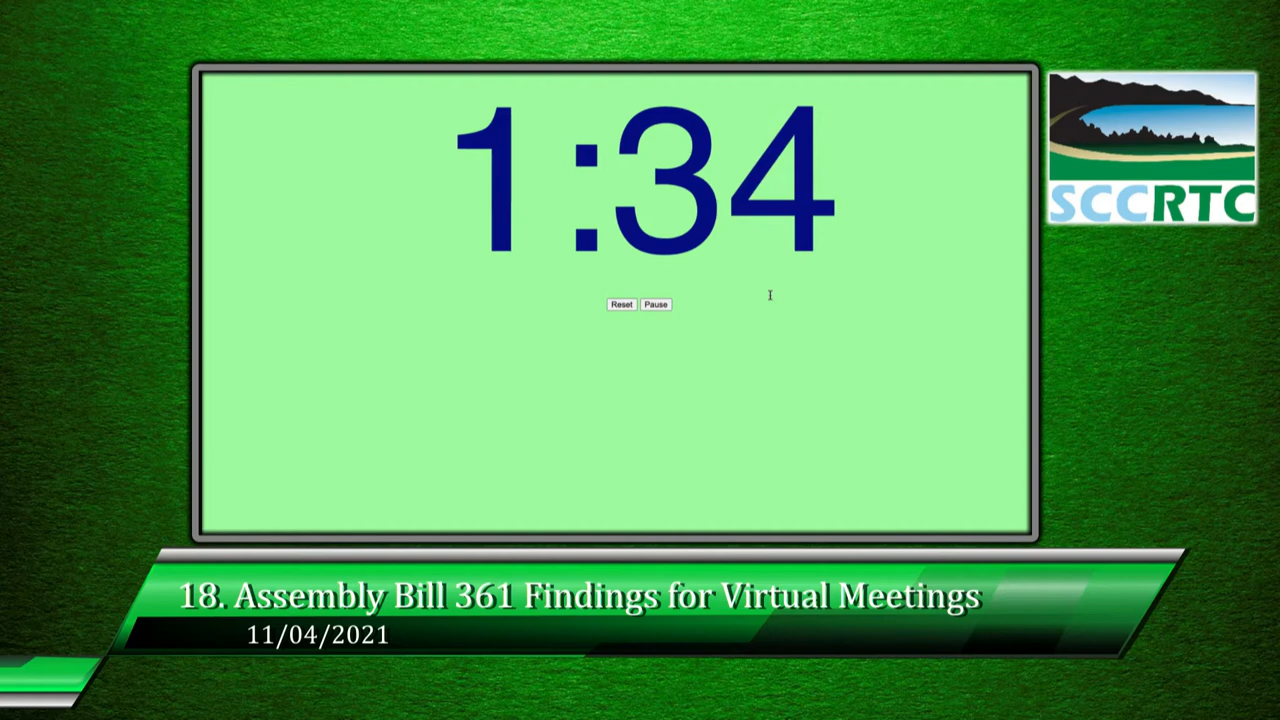 1:34
SCCRTC
Reset Pause
18. Assembly Bill 361 Findings for Virtual Meetings
11/04/2021